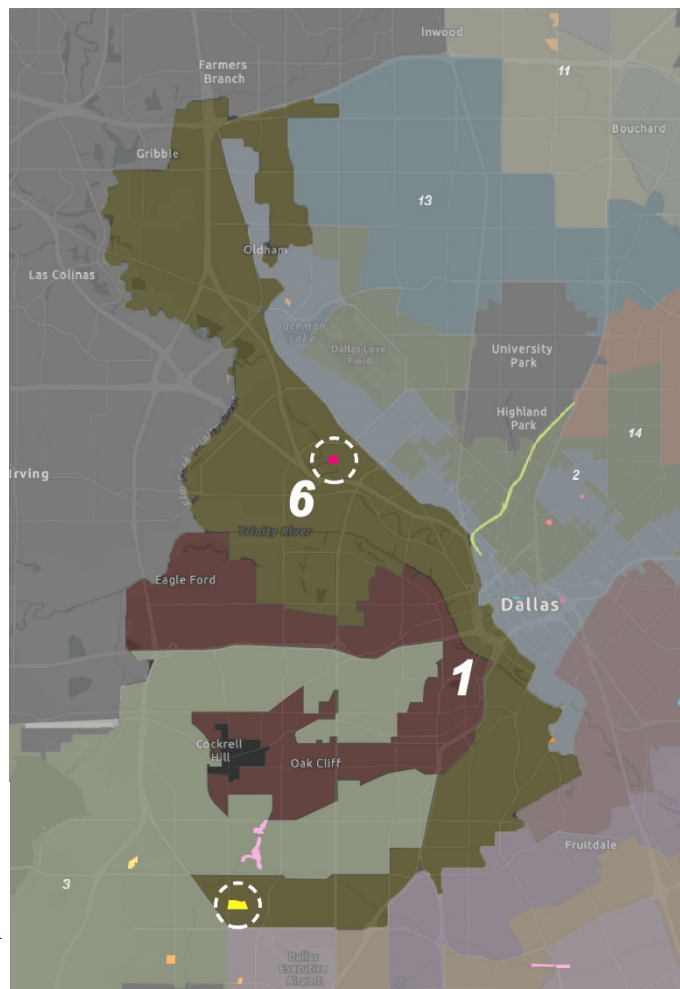 Inwood
Farmers
Branch
11
Bouchard
Gribble
13
Oldham
Las Colinas
Bachman
Lake
Dallas Love
Field
University
Park
Highland
Park
14
Irving
2
6
Trinity River
Eagle Ford
Dallas
1
Cockrell
Hill
Oak Cliff
Fruitdale
3
Dallas
Executive
Airport